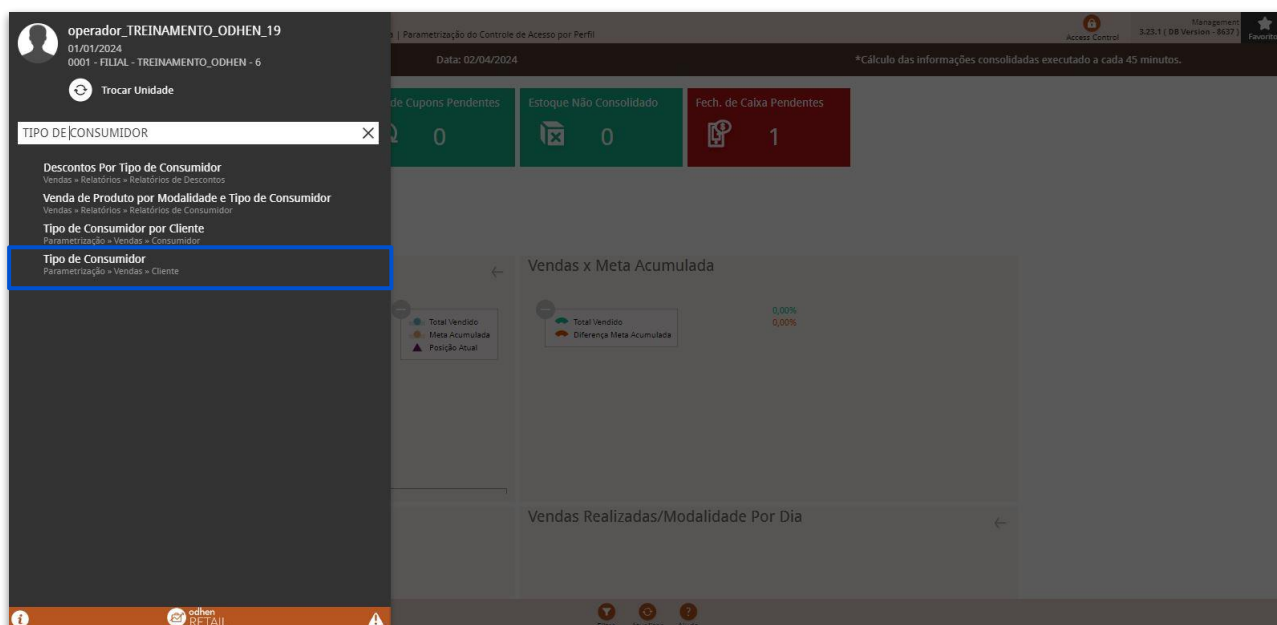 operador_TREINAMENTO_ODHEN_19
01/01/2024
0001 - FILIAL - TREINAMENTO_ODHEN - 6
Trocar Unidade
TIPO DE CONSUMIDOR
Descontos Por Tipo de Consumidor
Vendas » Relatórios » Relatórios de Descontos
Venda de Produto por Modalidade e Tipo de Consumidor
Vendas » Relatórios » Relatórios de Consumidor
Tipo de Consumidor por Cliente
Parametrização » Vendas » Consumidor
Tipo de Consumidor
Parametrização » Vendas » Cliente
odhen
RETAIL
| Parametrização do Controle de Acesso por Perfil
Access Control
Management
3.23.1 ( DB Version - 8637 )
Favorito
Data: 02/04/2024
*Cálculo das informações consolidadas executado a cada 45 minutos.
de Cupons Pendentes
0
Estoque Não Consolidado
0
Fech. de Caixa Pendentes
1
Vendas x Meta Acumulada
Total Vendido
Meta Acumulada
Posição Atual
Total Vendido
Diferença Meta Acumulada
0,00%
0,00%
Vendas Realizadas/Modalidade Por Dia